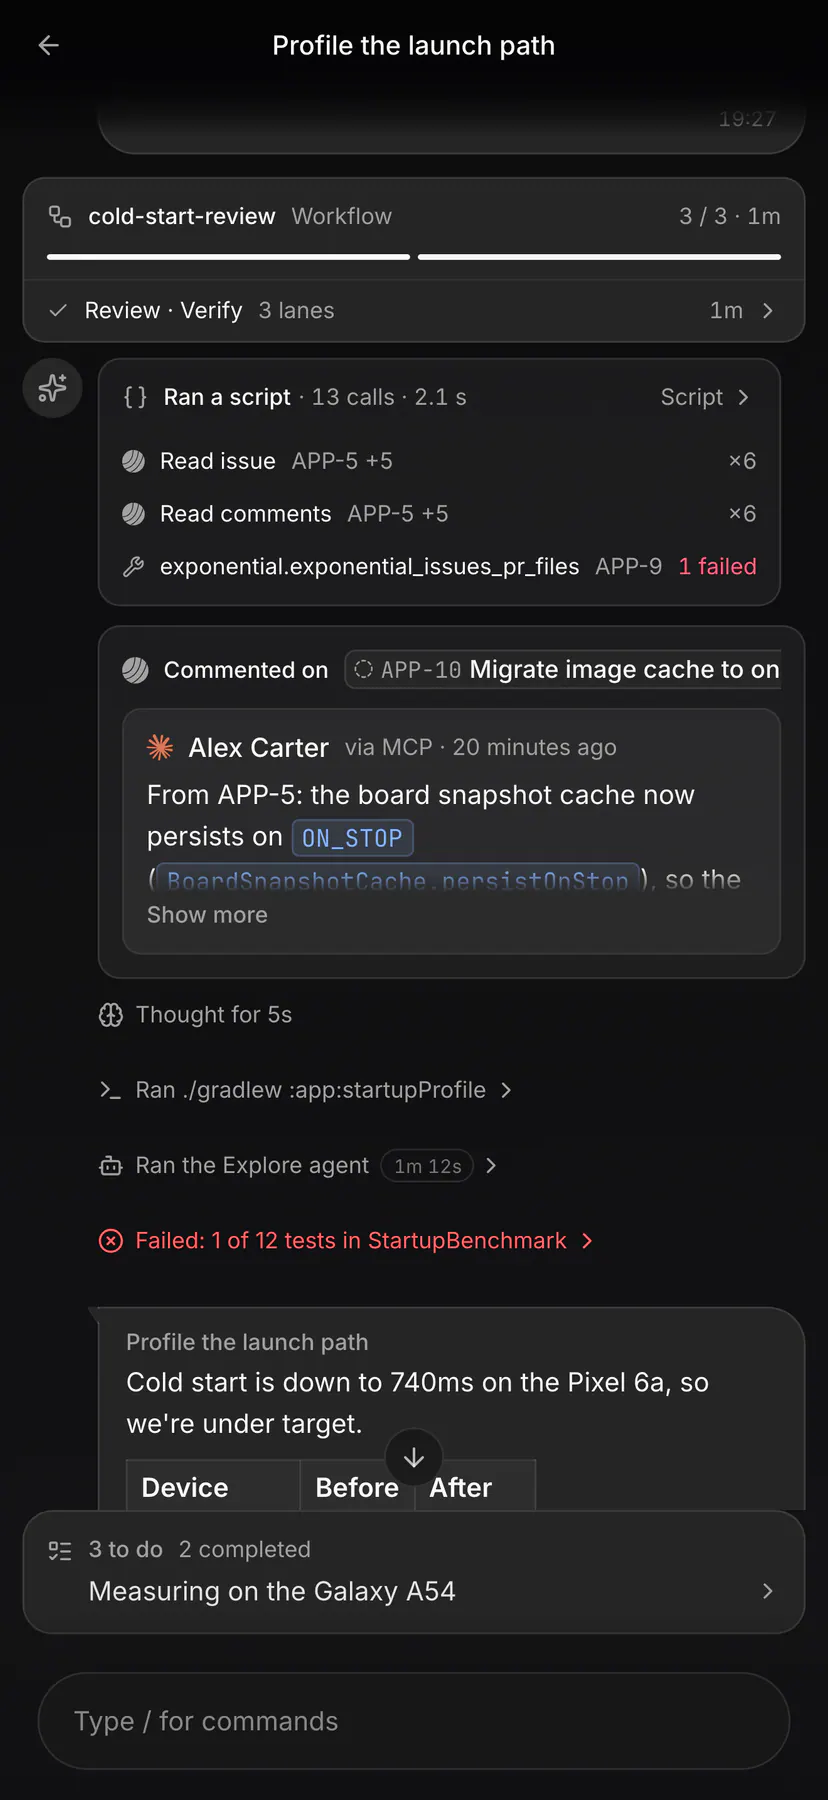 Profile the launch path
19:27
cold-start-review Workflow 3 / 3 · 1m
Review · Verify 3 lanes 1m
Ran a script · 13 calls · 2.1 s Script
Read issue APP-5 +5 ×6
Read comments APP-5 +5 ×6
exponential.exponential_issues_pr_files APP-9 1 failed
Commented on APP-10 Migrate image cache to on
Alex Carter via MCP · 20 minutes ago
From APP-5: the board snapshot cache now
persists on ON_STOP
(BoardSnapshotCache.persistOnStop), so the
Show more
Thought for 5s
Ran ./gradlew :app:startupProfile
Ran the Explore agent 1m 12s
Failed: 1 of 12 tests in StartupBenchmark
Profile the launch path
Cold start is down to 740ms on the Pixel 6a, so
we're under target.
Device Before After
3 to do 2 completed
Measuring on the Galaxy A54
Type / for commands